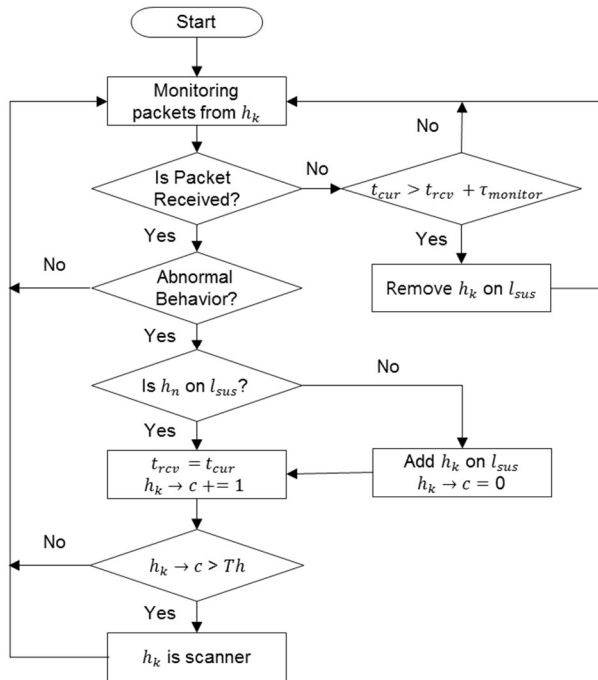 Start
Monitoring
packets from h_k
No
Is Packet
Received?
No
t_cur > t_rcv + τ_monitor
Yes
Yes
No
Abnormal
Behavior?
Remove h_k on l_sus
Yes
Is h_n on l_sus?
No
Yes
t_rcv = t_cur
h_k → c += 1
Add h_k on l_sus
h_k → c = 0
No
h_k → c > Th
Yes
h_k is scanner